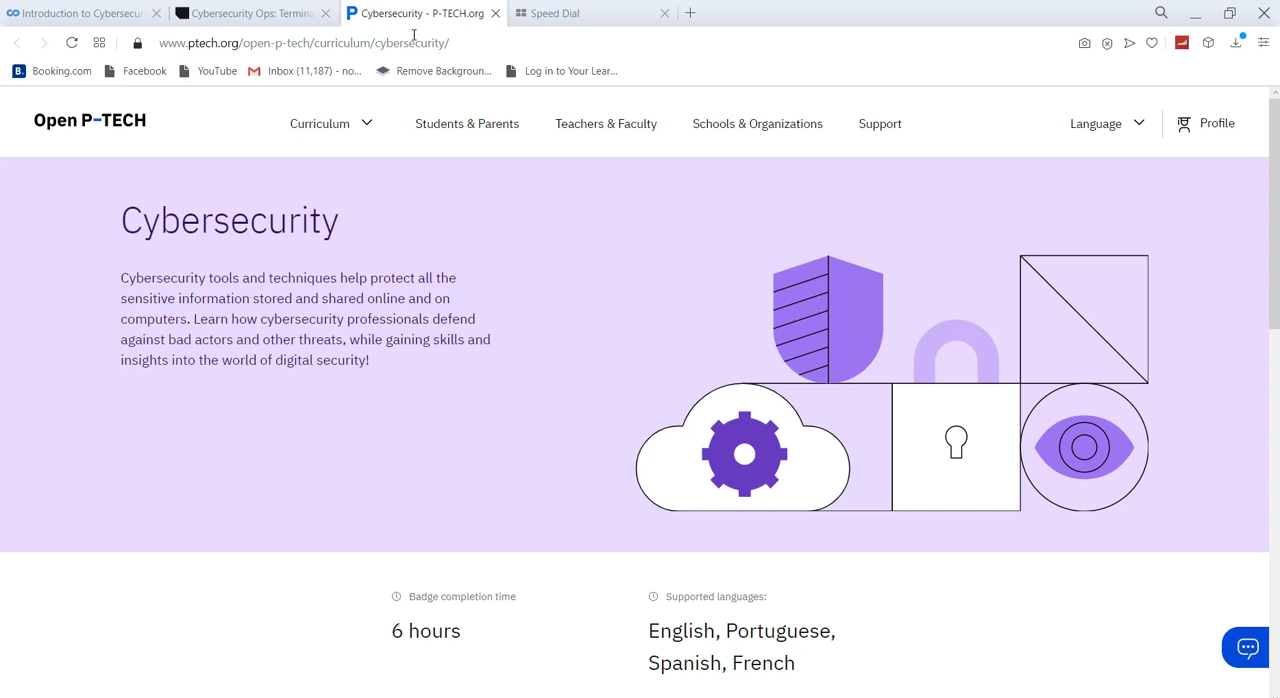 Introduction to Cybersecur
Cybersecurity Ops: Termina
Cybersecurity - P-TECH.org
Speed Dial
www.ptech.org/open-p-tech/curriculum/cybersecurity/
B.
Booking.com
Facebook
YouTube
Inbox (11,187) - no...
Remove Backgroun...
Log in to Your Lear...
Open P-TECH
Curriculum
Students & Parents
Teachers & Faculty
Schools & Organizations
Support
Language
Profile
Cybersecurity
Cybersecurity tools and techniques help protect all the
sensitive information stored and shared online and on
computers. Learn how cybersecurity professionals defend
against bad actors and other threats, while gaining skills and
insights into the world of digital security!
Badge completion time
6 hours
Supported languages:
English, Portuguese,
Spanish, French